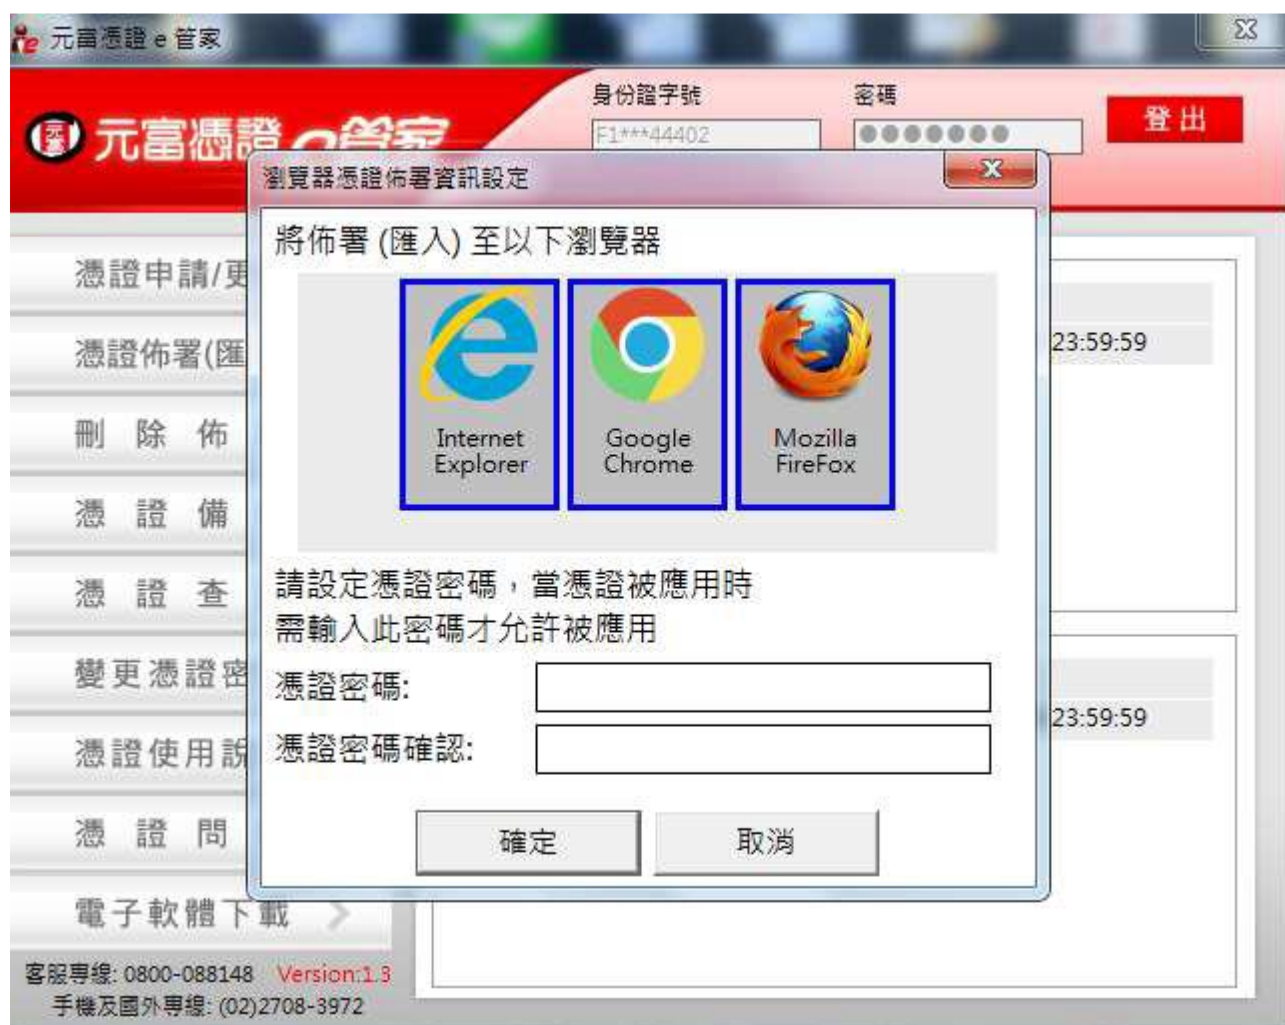 元富憑證 e 管家
身份證字號
密碼
元富
元富憑證e管家
F1***44402
●●●●●●●
登出
瀏覽器憑證佈署資訊設定
將佈署 (匯入) 至以下瀏覽器
Internet
Explorer
Google
Chrome
Mozilla
FireFox
請設定憑證密碼，當憑證被應用時
需輸入此密碼才允許被應用
憑證密碼:
憑證密碼確認:
確定
取消
憑證申請/更
憑證佈署(匯
刪 除 佈
憑 證 備
憑 證 查
變更憑證密
憑證使用說
憑 證 問
電子軟體下載
23:59:59
23:59:59
客服專線: 0800-088148 Version:1.3
手機及國外專線: (02)2708-3972